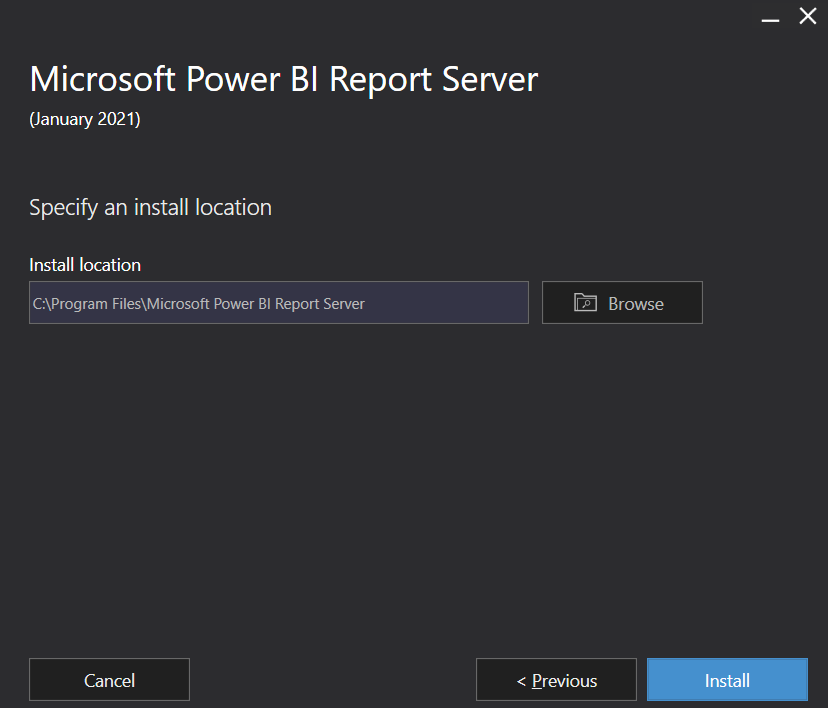 Microsoft Power BI Report Server
(January 2021)
Specify an install location
Install location
C:\Program Files\Microsoft Power BI Report Server
Browse
Cancel
< Previous
Install